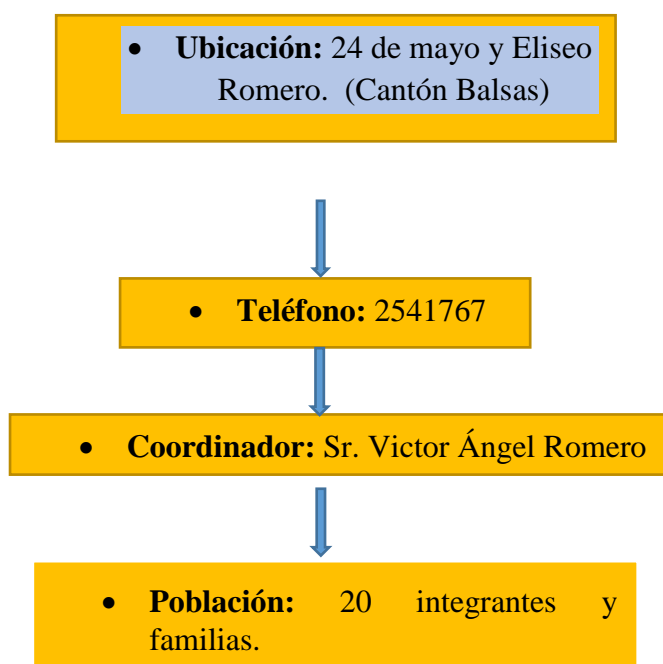 • Ubicación: 24 de mayo y Eliseo
Romero. (Cantón Balsas)
• Teléfono: 2541767
• Coordinador: Sr. Victor Ángel Romero
• Población: 20 integrantes y
familias.